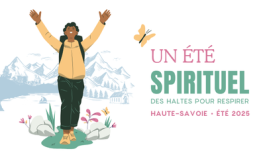 UN ÉTÉ
SPIRITUEL
DES HALTES POUR RESPIRER
HAUTE-SAVOIE - ÉTÉ 2025